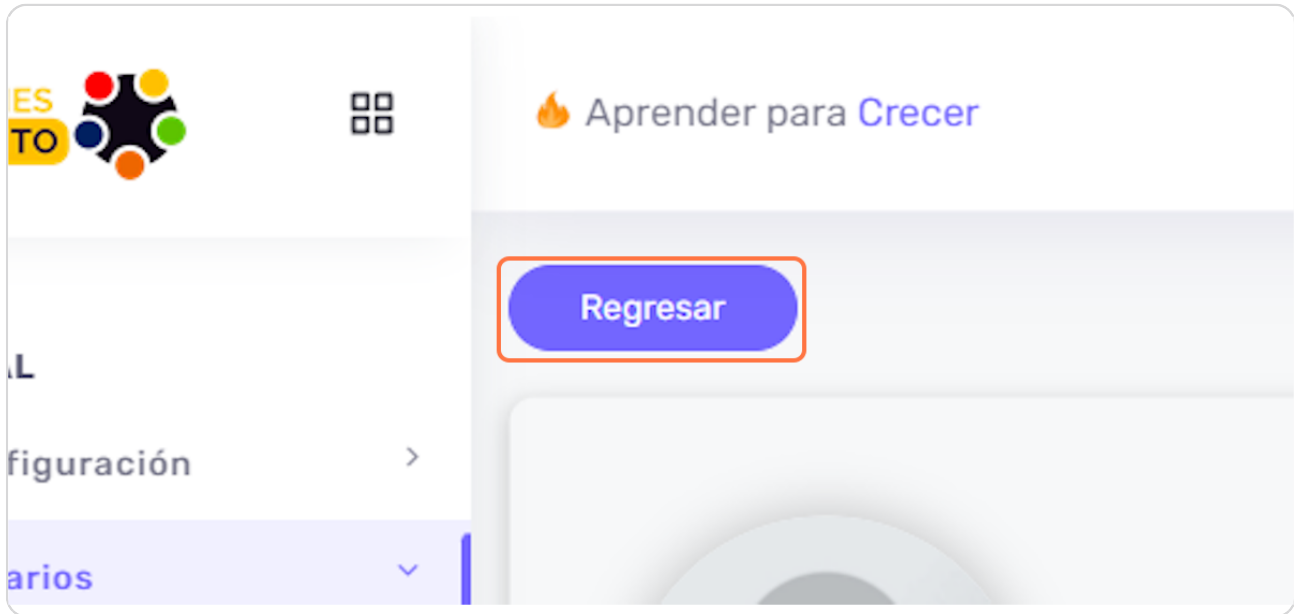 ES
TO
Aprender para Crecer
Regresar
AL
figuración
arios